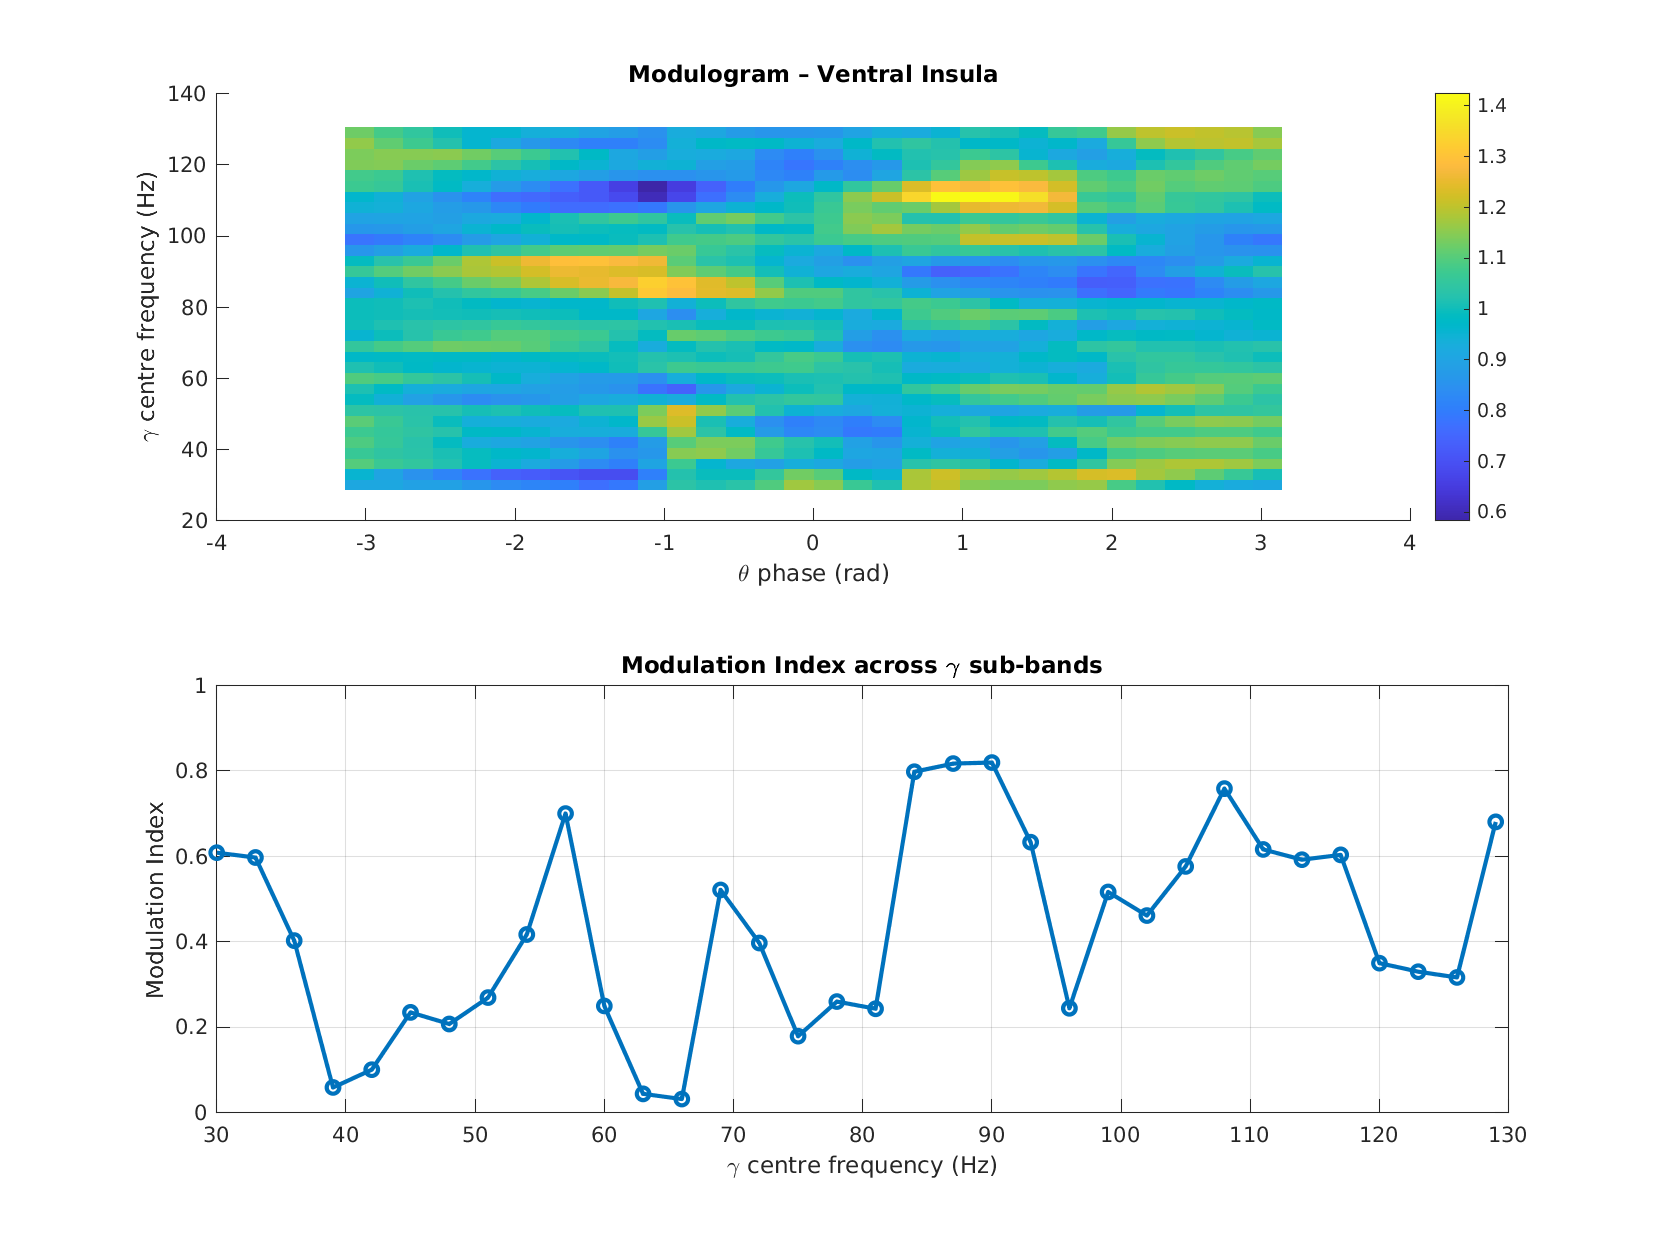 Modulogram – Ventral Insula
140
120
100
80
60
40
20
γ centre frequency (Hz)
-4 -3 -2 -1 0 1 2 3 4
θ phase (rad)
1.4
1.3
1.2
1.1
1
0.9
0.8
0.7
0.6
Modulation Index across γ sub-bands
1
0.8
0.6
0.4
0.2
0
Modulation Index
30 40 50 60 70 80 90 100 110 120 130
γ centre frequency (Hz)